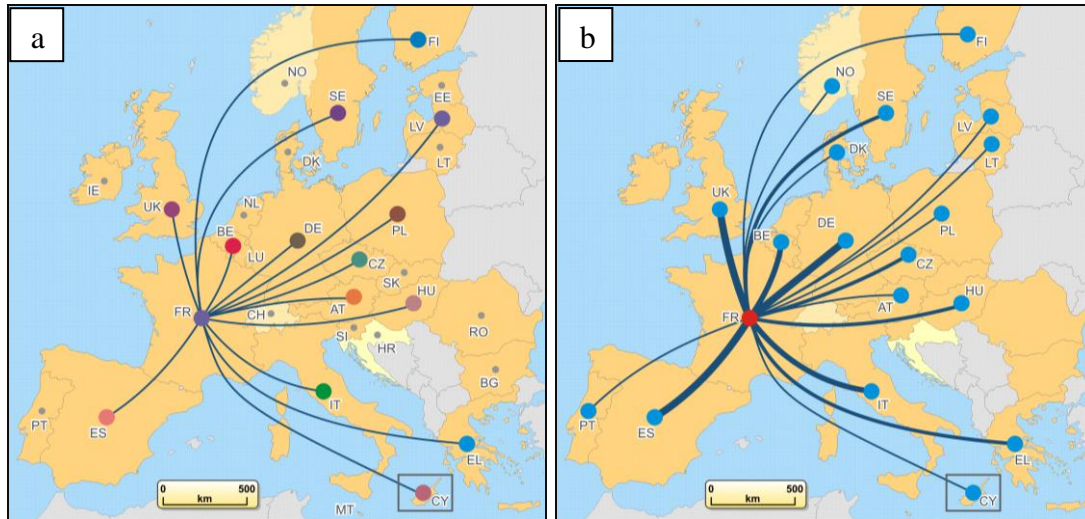 a
FI
NO
SE
EE
LV
LT
DK
IE
UK
NL
BE
DE
PL
LU
CZ
SK
FR
CH
AT
HU
SI
HR
RO
BG
PT
ES
IT
EL
0 500
km
MT
CY
b
FI
NO
SE
LV
LT
DK
UK
DE
PL
BE
CZ
FR
AT
HU
IT
PT
ES
EL
0 500
km
CY